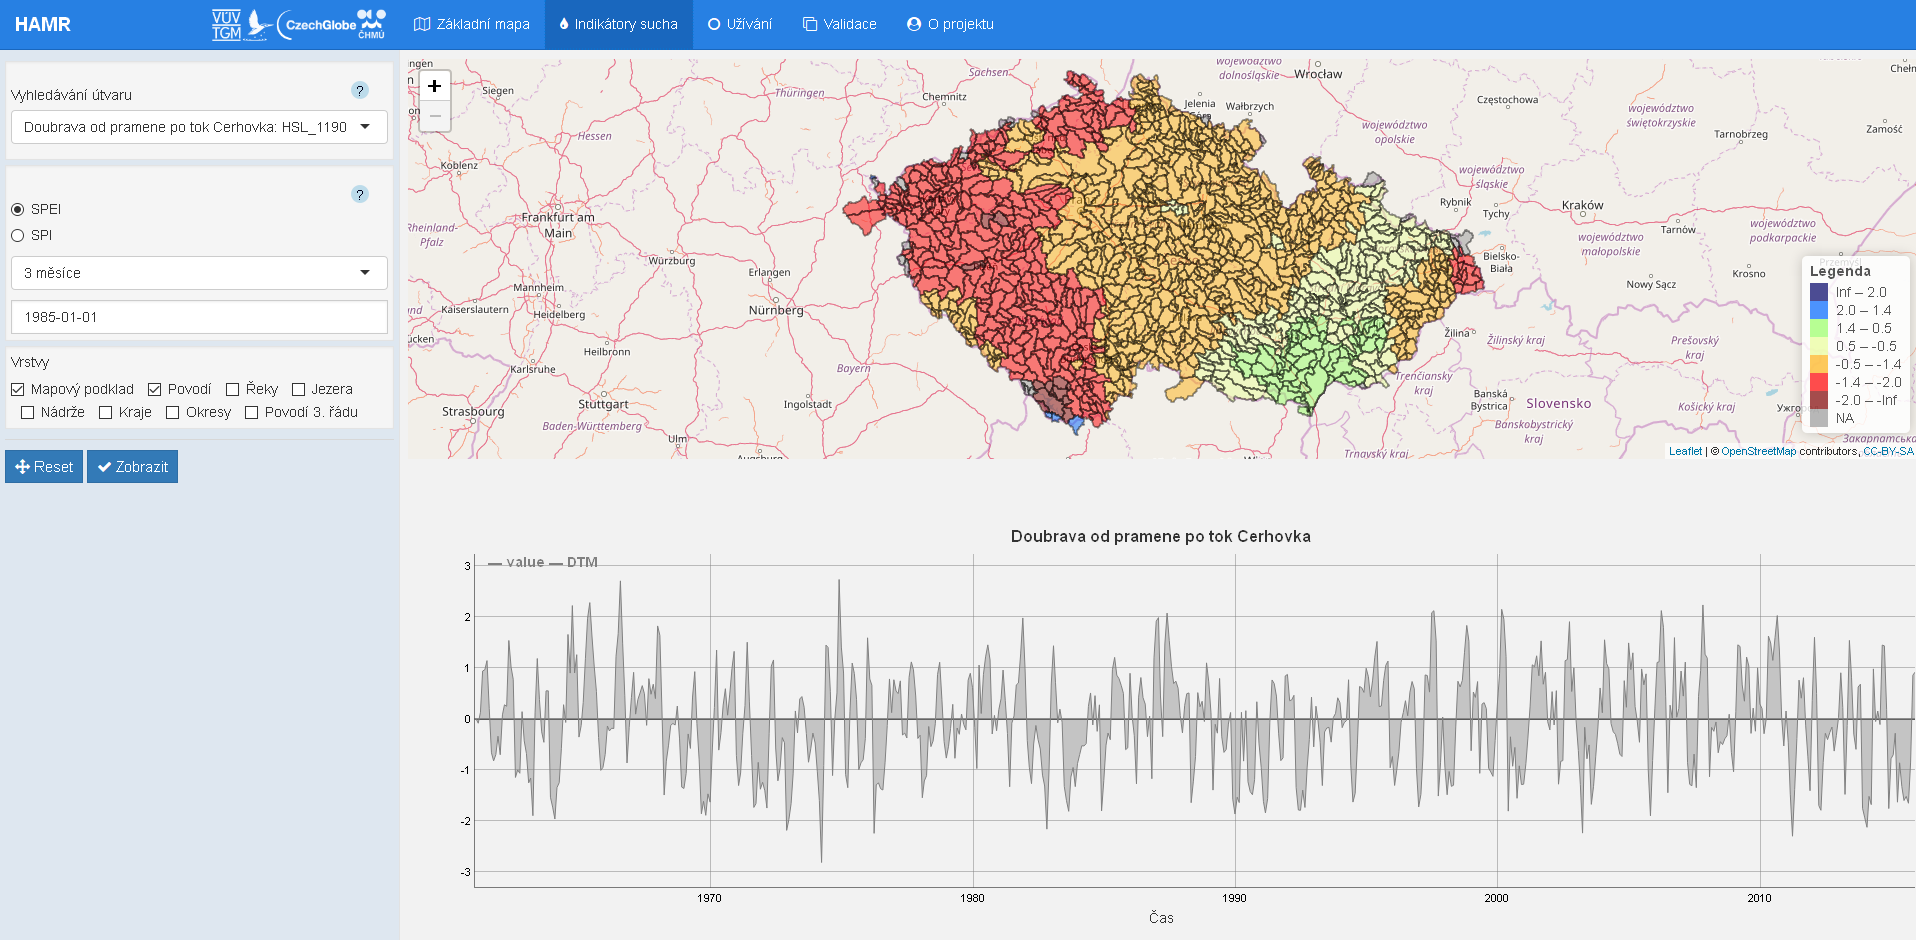 HAMR
VÚV
TGM
CzechGlobe
ČHMÚ
Základní mapa
Indikátory sucha
Užívání
Validace
O projektu
Vyhledávání útvaru
?
Doubrava od pramene po tok Cerhovka: HSL_1190
?
SPEI
SPI
3 měsíce
1985-01-01
Vrstvy
Mapový podklad
Povodí
Řeky
Jezera
Nádrže
Kraje
Okresy
Povodí 3. řádu
Reset
Zobrazit
+
−
Siegen
Hessen
Koblenz
Thüringen
Sachsen
Chemnitz
Jelenia
Góra
Wałbrzych
województwo
dolnośląskie
Wrocław
Częstochowa
województwo
opolskie
województwo
świętokrzyskie
Tarnobrzeg
Zamość
województwo
śląskie
Rybnik
Tychy
Kraków
Tarnów
województwo
małopolskie
województwo
podkarpackie
Bielsko-
Biała
Krosno
Nowy Sącz
Frankfurt am
Main
Rheinland-
Pfalz
Würzburg
Erlangen
Mannheim
Kaiserslautern
Heidelberg
Nürnberg
Heilbronn
Karlsruhe
Bayern
Stuttgart
Ingolstadt
Strasbourg
Baden-Württemberg
Ulm
Augsburg
Žilina
Žilinský kraj
Prešovský
kraj
Trenčiansky
kraj
Banská
Bystrica
Slovensko
Košický kraj
Banskobystrický
kraj
Trnavský kraj
Legenda
Inf – 2.0
2.0 – 1.4
1.4 – 0.5
0.5 – -0.5
-0.5 – -1.4
-1.4 – -2.0
-2.0 – -Inf
NA
Leaflet | © OpenStreetMap contributors, CC-BY-SA
Doubrava od pramene po tok Cerhovka
— value — DTM
3
2
1
0
-1
-2
-3
1970
1980
1990
2000
2010
Čas